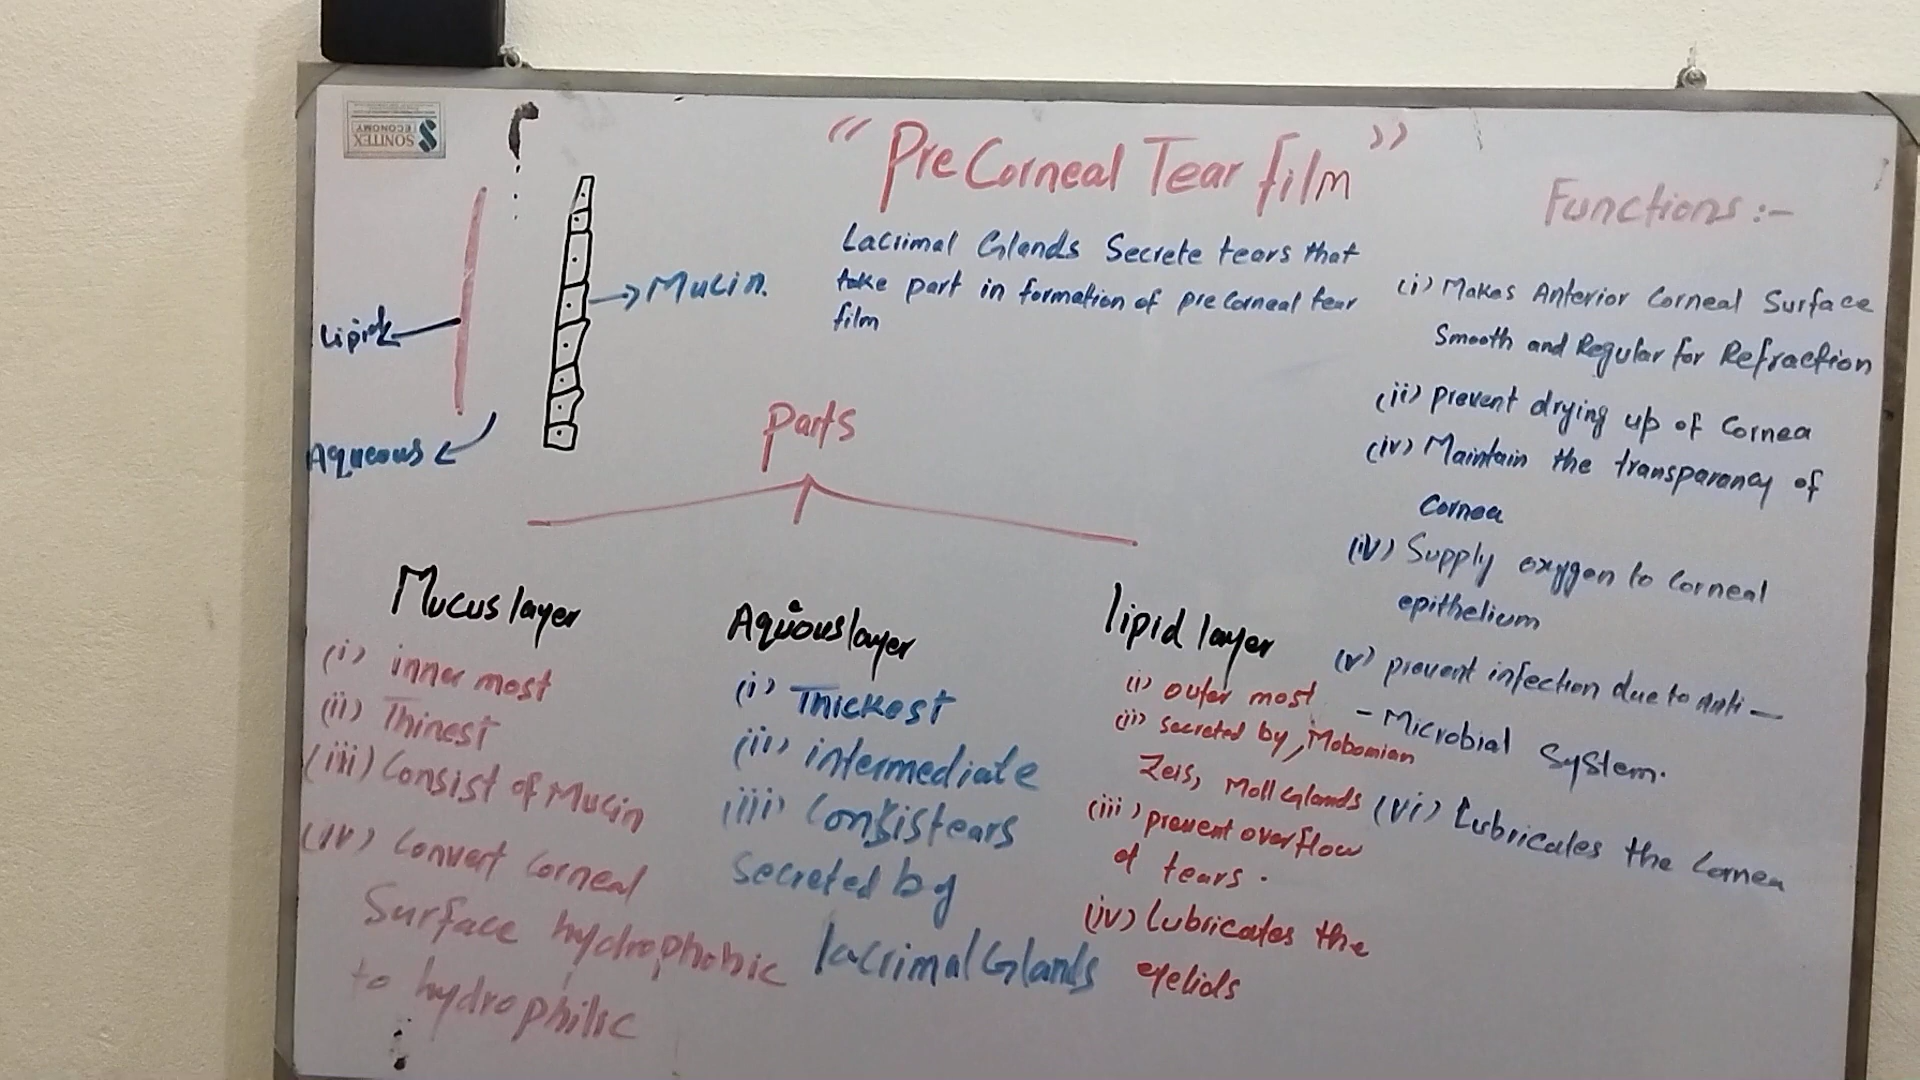 SONITEX
ECONOMY
"Pre Corneal Tear film"
Lacrimal Glands Secrete tears that
take part in formation of pre Corneal tear
film
Mucin.
Lipid
Aqueous
Parts
Mucus layer
(i) inner most
(ii) Thinest
(iii) Consist of Mucin
(iv) Convert Corneal
Surface hydrophobic
to hydrophilic
Aqüous layer
(i) Thickest
(ii) intermediate
(iii) Consistears
Secreted by
lacrimal Glands
lipid layer
(i) outer most
(ii) secreted by, Mobomian
Zeis, Moll Glands
(iii) prevent overflow
of tears.
(iv) Lubricates the
eyelids
Functions :-
(i) Makes Anterior Corneal Surface
Smooth and Regular for Refraction
(ii) prevent drying up of Cornea
(iv) Maintain the transparancy of
Cornea
(iv) Supply oxygen to Corneal
epithelium
(v) prevent infection due to Anti -
- Microbial System.
(vi) Lubricates the Cornea